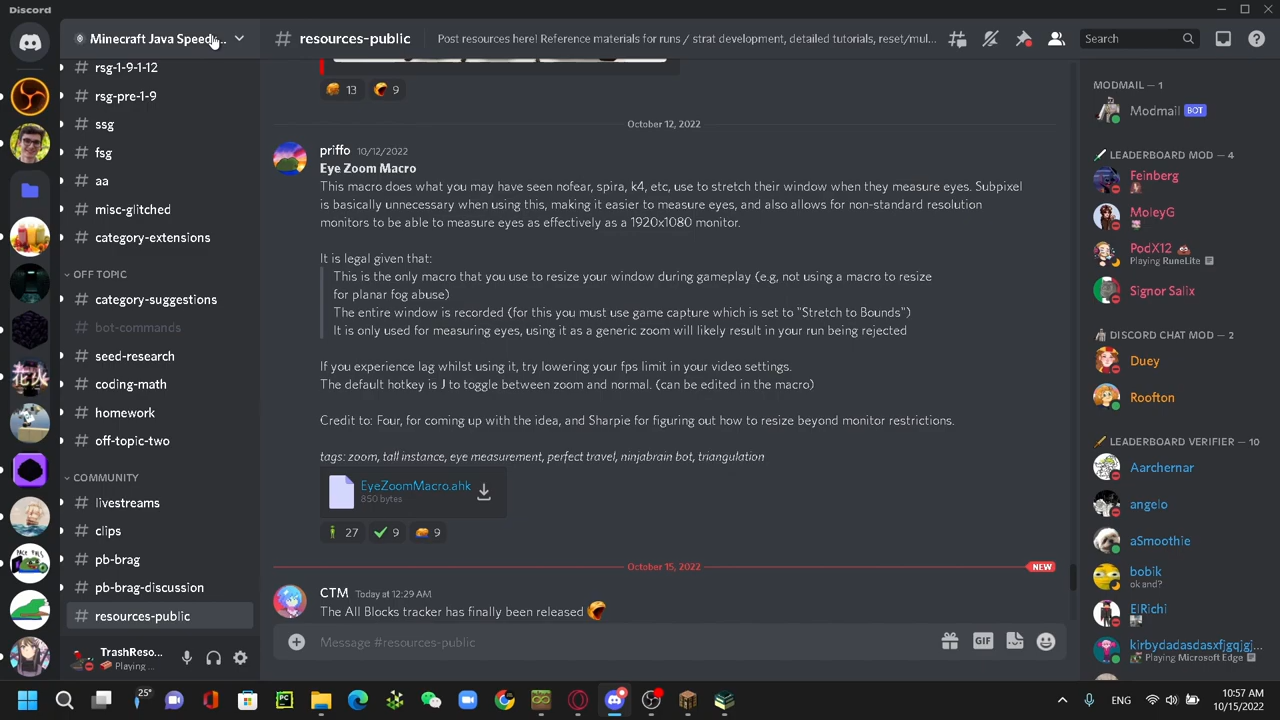 Discord
Minecraft Java Speed...
resources-public
Post resources here! Reference materials for runs / strat development, detailed tutorials, reset/mul...
Search
rsg-1-9-1-12
rsg-pre-1-9
ssg
fsg
aa
misc-glitched
category-extensions
OFF TOPIC
category-suggestions
bot-commands
seed-research
coding-math
homework
off-topic-two
COMMUNITY
livestreams
clips
pb-brag
pb-brag-discussion
resources-public
TrashReso...
Playing ...
13
9
October 12, 2022
priffo 10/12/2022
Eye Zoom Macro
This macro does what you may have seen nofear, spira, k4, etc, use to stretch their window when they measure eyes. Subpixel
is basically unnecessary when using this, making it easier to measure eyes, and also allows for non-standard resolution
monitors to be able to measure eyes as effectively as a 1920x1080 monitor.
It is legal given that:
This is the only macro that you use to resize your window during gameplay (e.g, not using a macro to resize
for planar fog abuse)
The entire window is recorded (for this you must use game capture which is set to "Stretch to Bounds")
It is only used for measuring eyes, using it as a generic zoom will likely result in your run being rejected
If you experience lag whilst using it, try lowering your fps limit in your video settings.
The default hotkey is J to toggle between zoom and normal. (can be edited in the macro)
Credit to: Four, for coming up with the idea, and Sharpie for figuring out how to resize beyond monitor restrictions.
tags: zoom, tall instance, eye measurement, perfect travel, ninjabrain bot, triangulation
EyeZoomMacro.ahk
850 bytes
27
9
9
October 15, 2022
NEW
CTM Today at 12:29 AM
The All Blocks tracker has finally been released
Message #resources-public
GIF
MODMAIL — 1
Modmail BOT
LEADERBOARD MOD — 4
Feinberg
MoleyG
PodX12
Playing RuneLite
Signor Salix
DISCORD CHAT MOD — 2
Duey
Roofton
LEADERBOARD VERIFIER — 10
Aarchernar
angelo
aSmoothie
bobik
ok and?
ElRichi
kirbydadasdasxfjgqjgj...
Playing Microsoft Edge
25°
PC
ENG
10:57 AM
10/15/2022